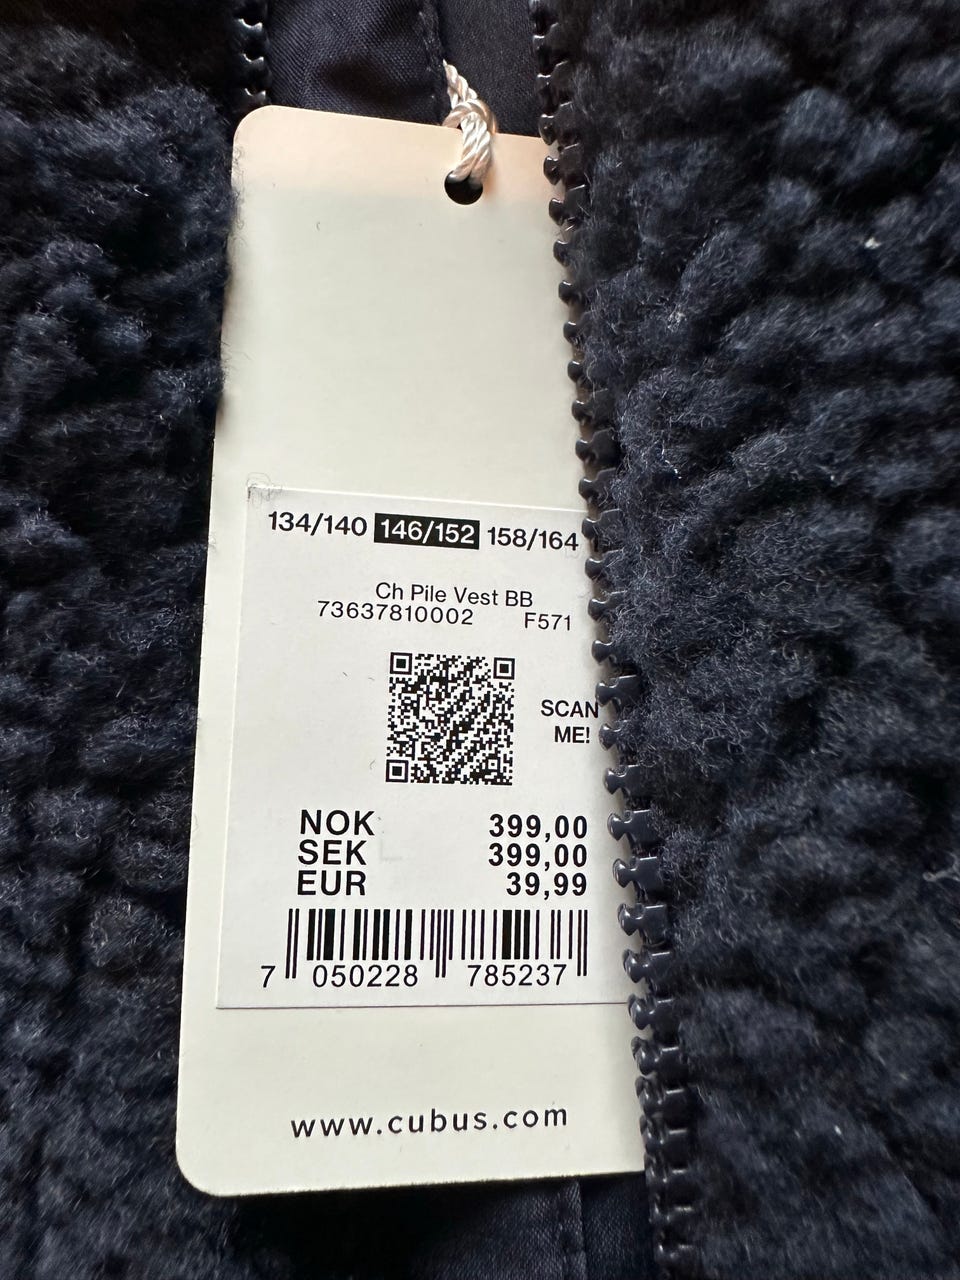 134/140 146/152 158/164
Ch Pile Vest BB
73637810002 F571
SCAN
ME!
NOK 399,00
SEK 399,00
EUR 39,99
7 050228 785237
www.cubus.com